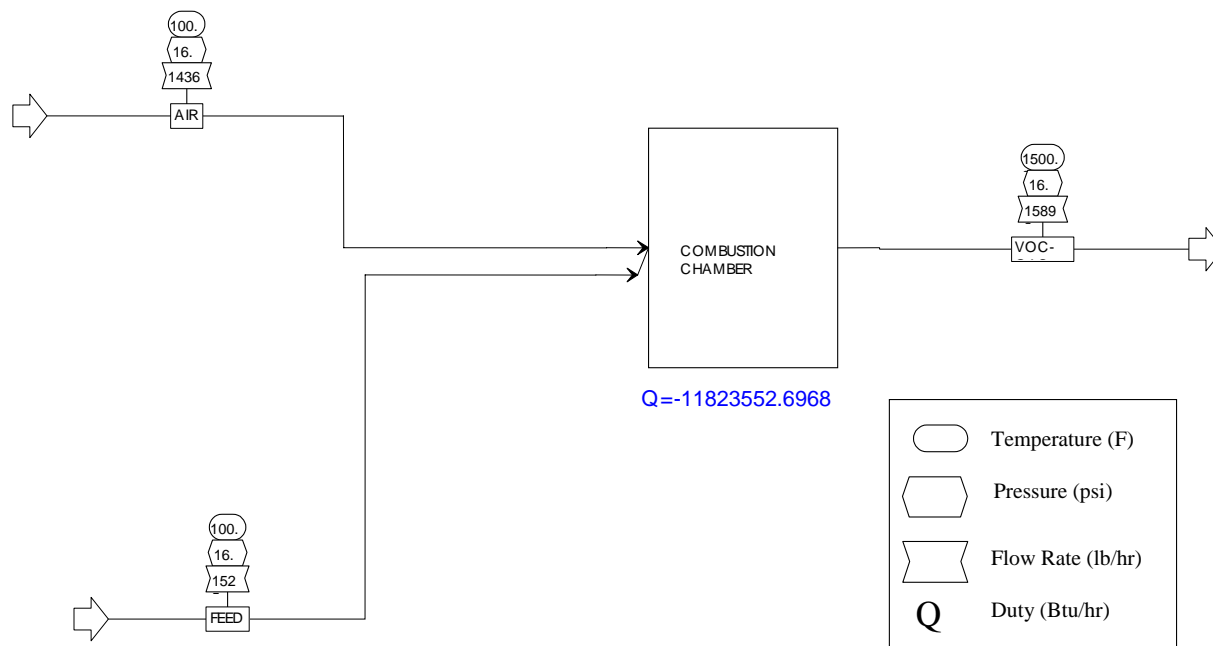 100.
16.
1436
AIR
COMBUSTION
CHAMBER
Q=-11823552.6968
1500.
16.
1589
VOC-
100.
16.
152
FEED
Temperature (F)
Pressure (psi)
Flow Rate (lb/hr)
Q Duty (Btu/hr)